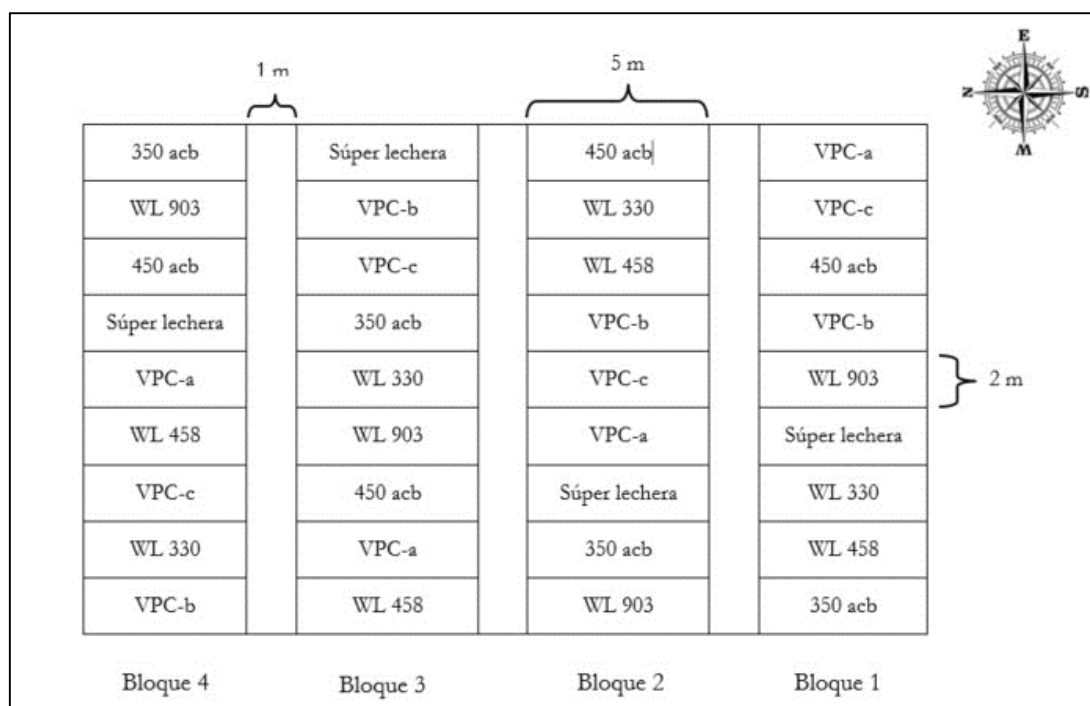 E
N
S
W
1 m
5 m
350 acb Súper lechera 450 acb VPC-a
WL 903 VPC-b WL 330 VPC-c
450 acb VPC-c WL 458 450 acb
Súper lechera 350 acb VPC-b VPC-b
VPC-a WL 330 VPC-c WL 903
2 m
WL 458 WL 903 VPC-a Súper lechera
VPC-c 450 acb Súper lechera WL 330
WL 330 VPC-a 350 acb WL 458
VPC-b WL 458 WL 903 350 acb
Bloque 4 Bloque 3 Bloque 2 Bloque 1